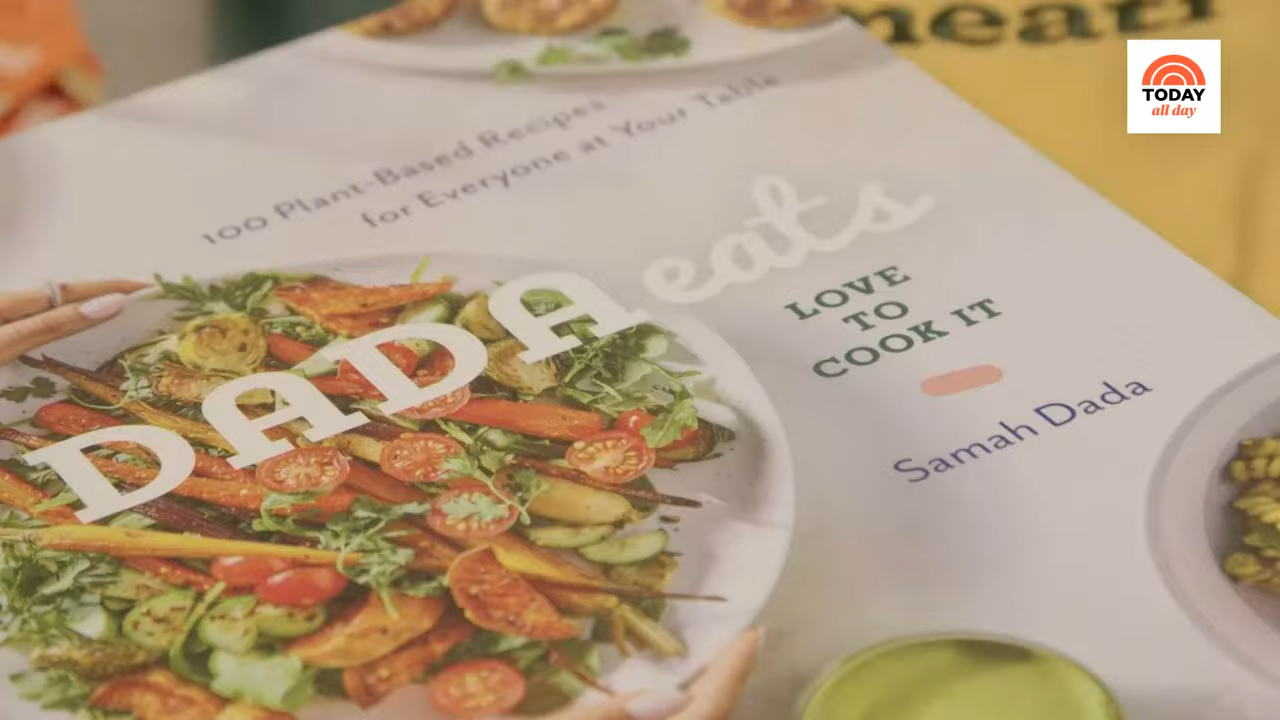 TODAY
all day
100 Plant-Based Recipes
for Everyone at Your Table
DADA eats
LOVE
TO
COOK IT
Samah Dada